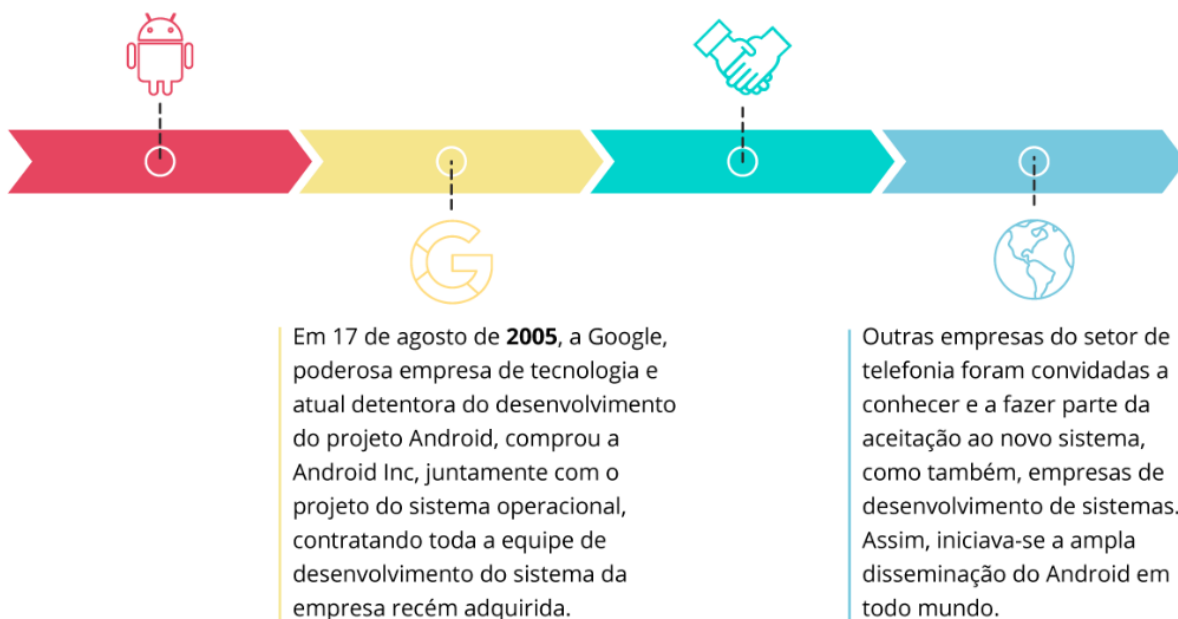 Em 17 de agosto de 2005, a Google,
poderosa empresa de tecnologia e
atual detentora do desenvolvimento
do projeto Android, comprou a
Android Inc, juntamente com o
projeto do sistema operacional,
contratando toda a equipe de
desenvolvimento do sistema da
empresa recém adquirida.
Outras empresas do setor de
telefonia foram convidadas a
conhecer e a fazer parte da
aceitação ao novo sistema,
como também, empresas de
desenvolvimento de sistemas.
Assim, iniciava-se a ampla
disseminação do Android em
todo mundo.